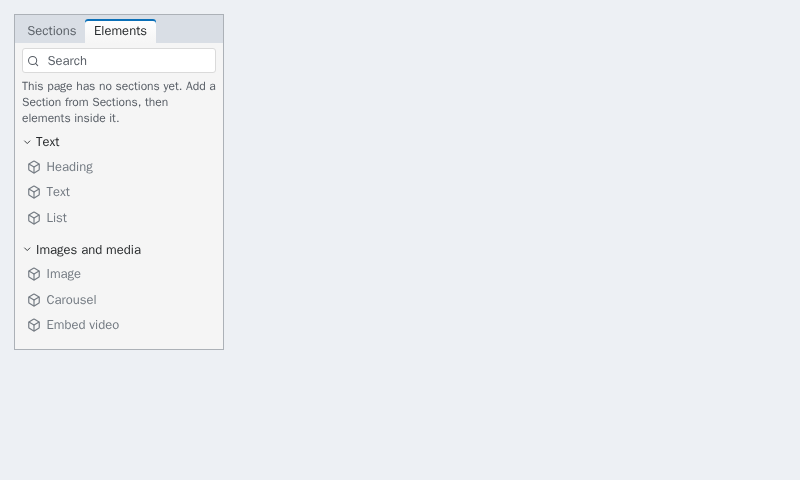 Sections Elements
Search
This page has no sections yet. Add a
Section from Sections, then
elements inside it.
Text
Heading
Text
List
Images and media
Image
Carousel
Embed video